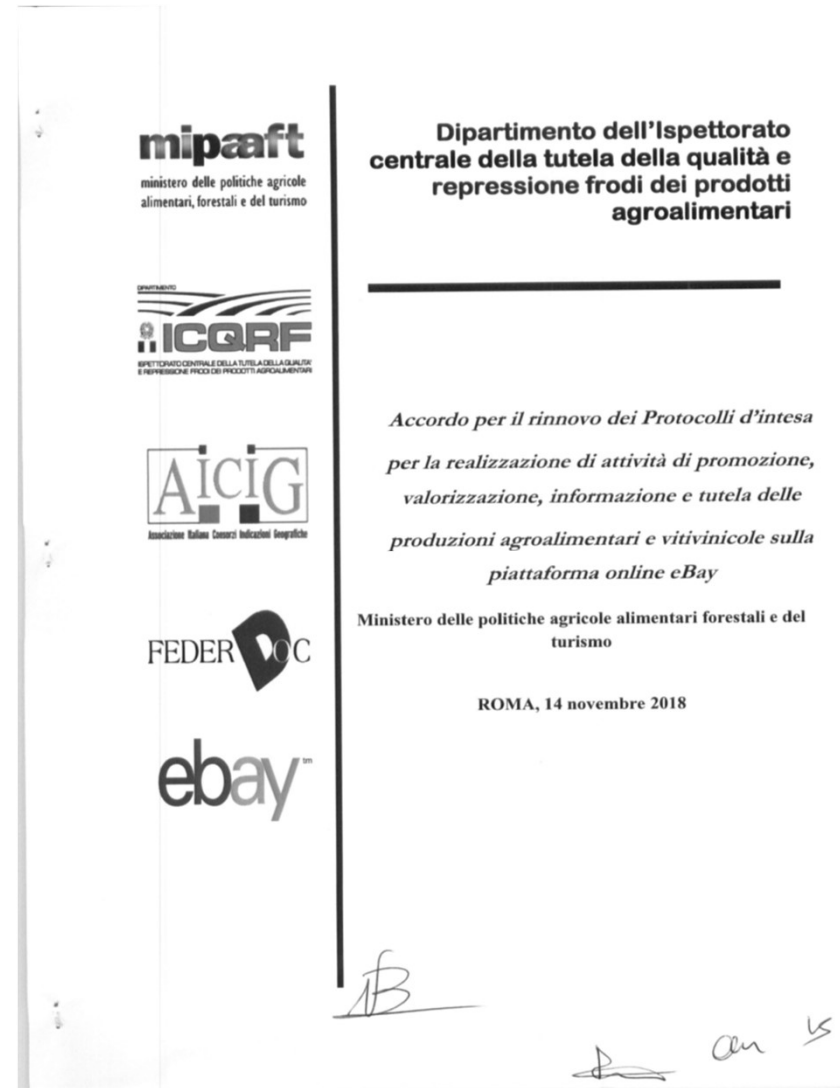 mipaaft
ministero delle politiche agricole
alimentari, forestali e del turismo
DIPARTIMENTO
ICQRF
ISPETTORATO CENTRALE DELLA TUTELA DELLA QUALITA'
E REPRESSIONE FRODI DEI PRODOTTI AGROALIMENTARI
AICIG
Associazione Italiana Consorzi Indicazioni Geografiche
FEDERDOC
ebay™
Dipartimento dell'Ispettorato
centrale della tutela della qualità e
repressione frodi dei prodotti
agroalimentari
Accordo per il rinnovo dei Protocolli d'intesa
per la realizzazione di attività di promozione,
valorizzazione, informazione e tutela delle
produzioni agroalimentari e vitivinicole sulla
piattaforma online eBay
Ministero delle politiche agricole alimentari forestali e del
turismo
ROMA, 14 novembre 2018